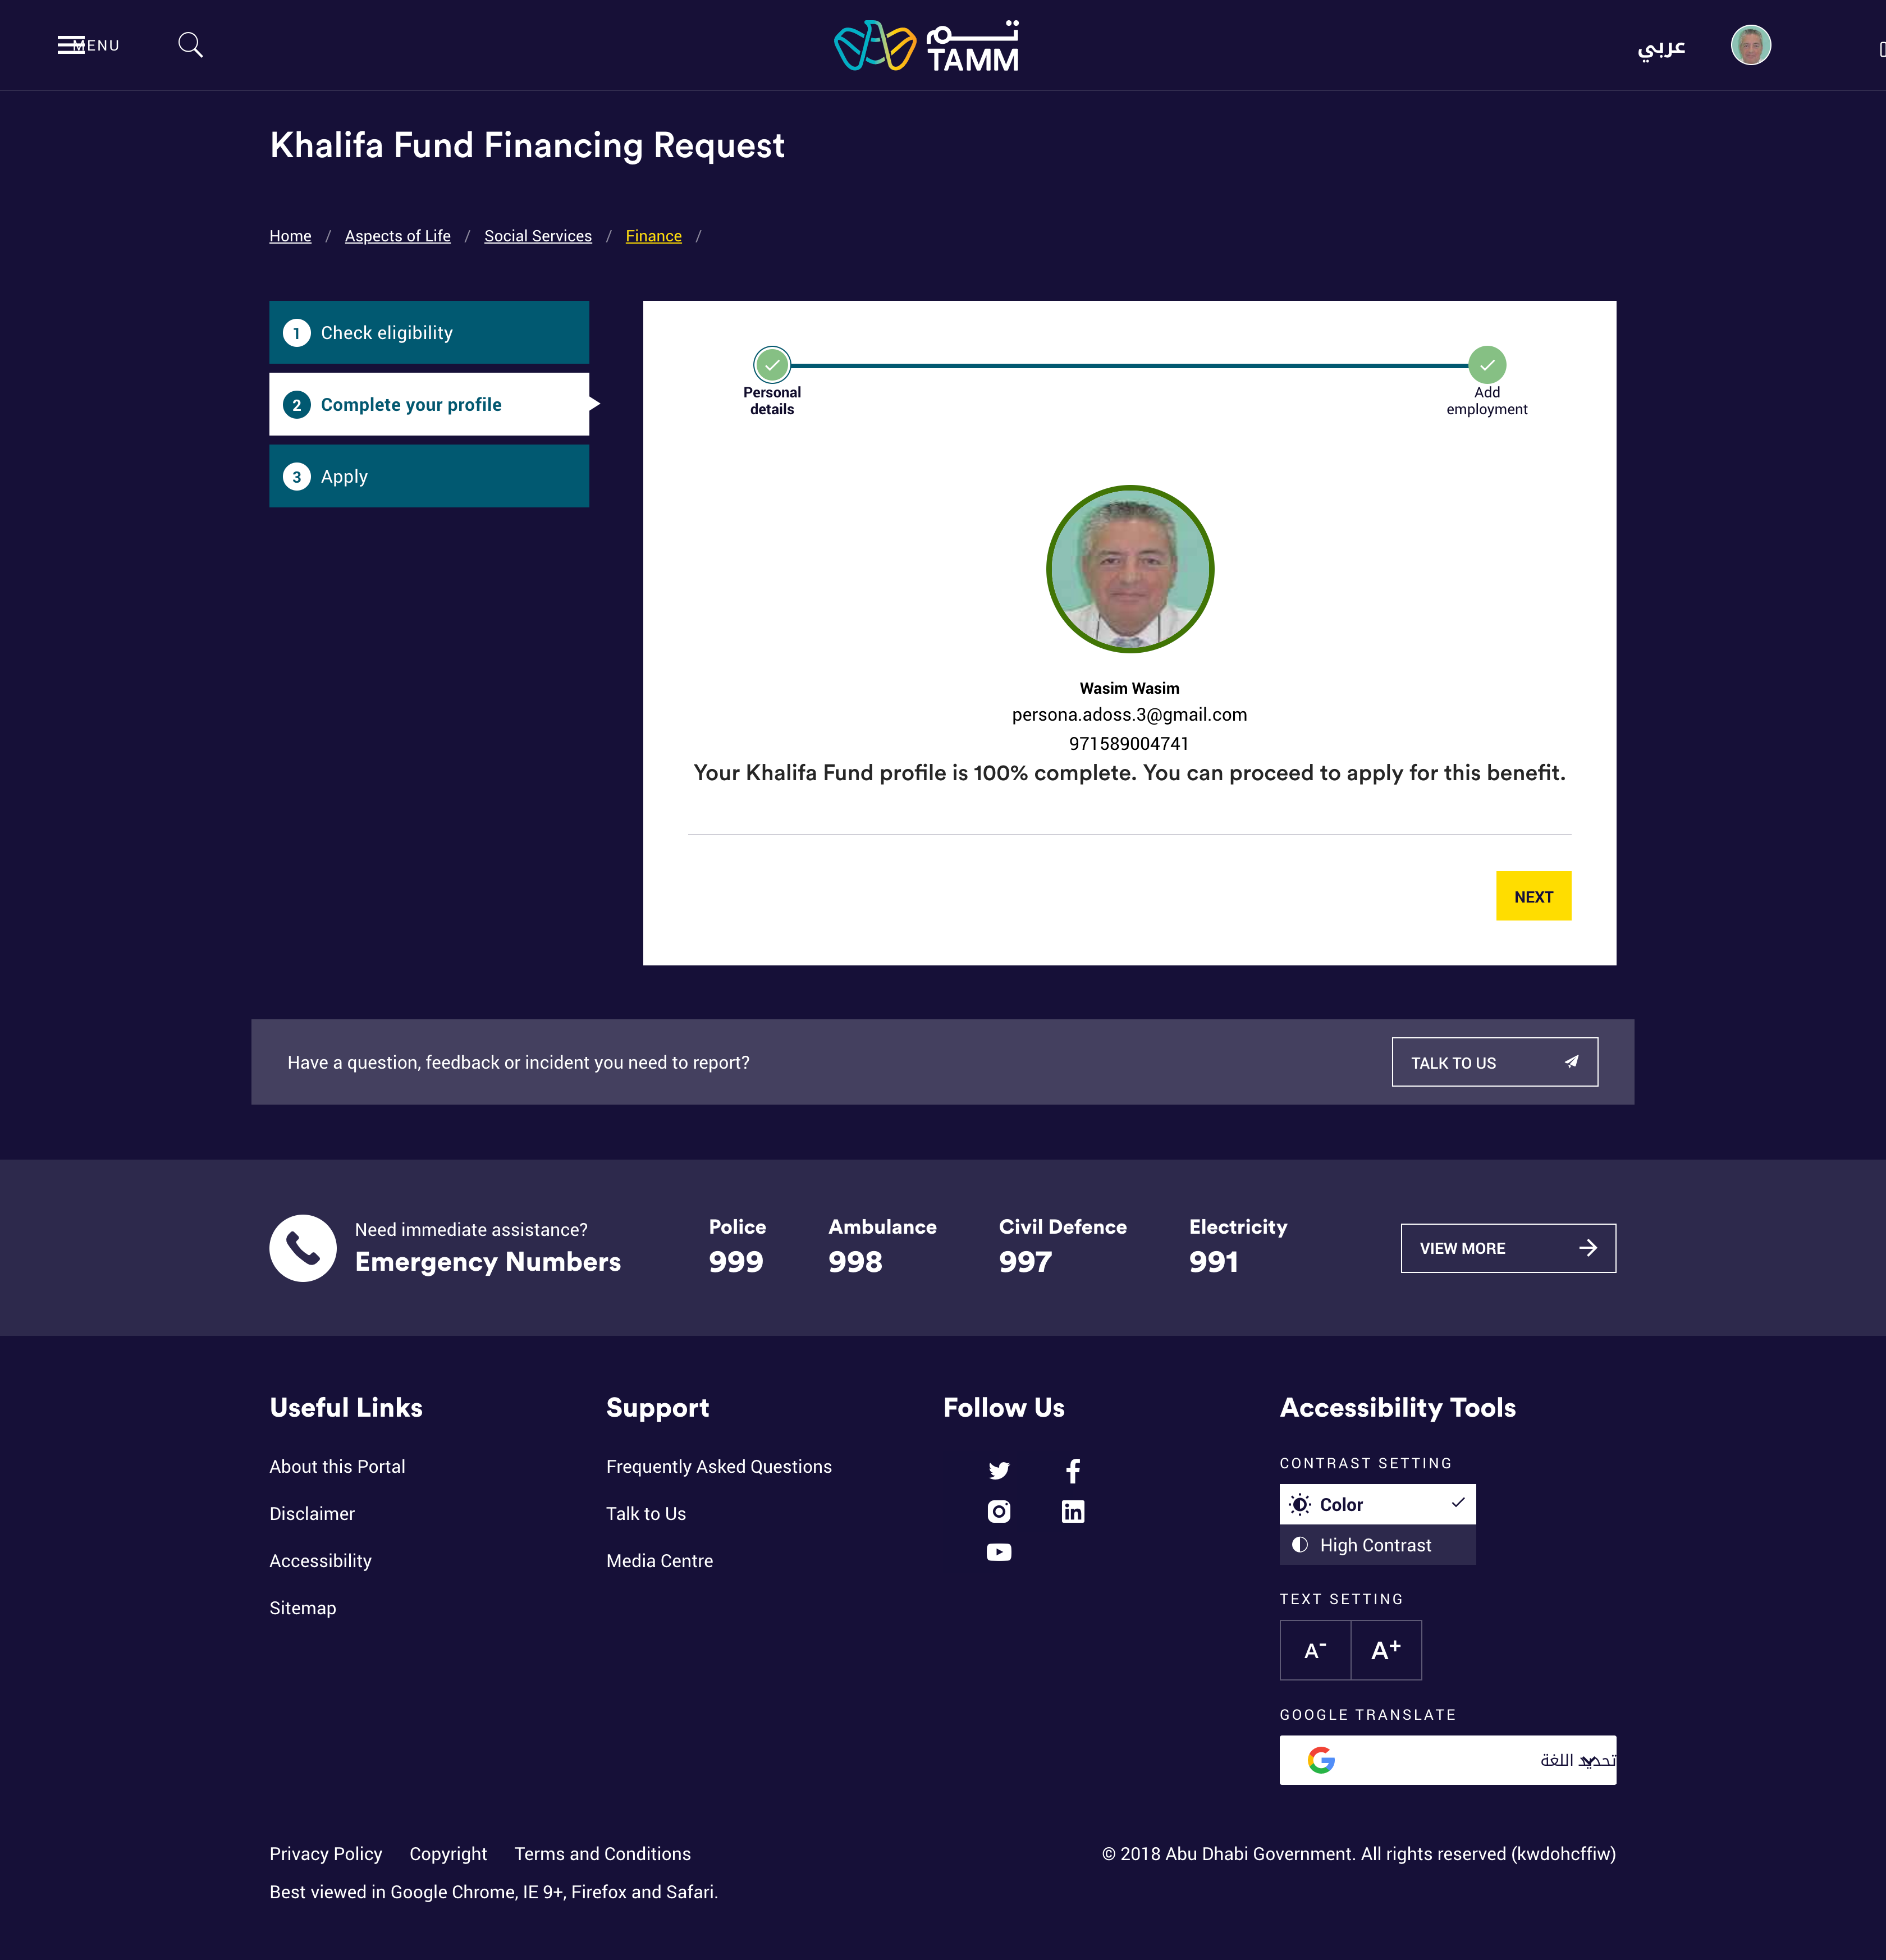 MENU
تم
TAMM
عربي
Khalifa Fund Financing Request
Home / Aspects of Life / Social Services / Finance /
1 Check eligibility
2 Complete your profile
3 Apply
Personal
details
Add
employment
Wasim Wasim
persona.adoss.3@gmail.com
971589004741
Your Khalifa Fund profile is 100% complete. You can proceed to apply for this benefit.
NEXT
Have a question, feedback or incident you need to report?
TALK TO US
Need immediate assistance?
Emergency Numbers
Police
999
Ambulance
998
Civil Defence
997
Electricity
991
VIEW MORE
Useful Links
About this Portal
Disclaimer
Accessibility
Sitemap
Support
Frequently Asked Questions
Talk to Us
Media Centre
Follow Us
Accessibility Tools
CONTRAST SETTING
Color
High Contrast
TEXT SETTING
A- A+
GOOGLE TRANSLATE
تحديد اللغة
Privacy Policy Copyright Terms and Conditions
© 2018 Abu Dhabi Government. All rights reserved (kwdohcffiw)
Best viewed in Google Chrome, IE 9+, Firefox and Safari.